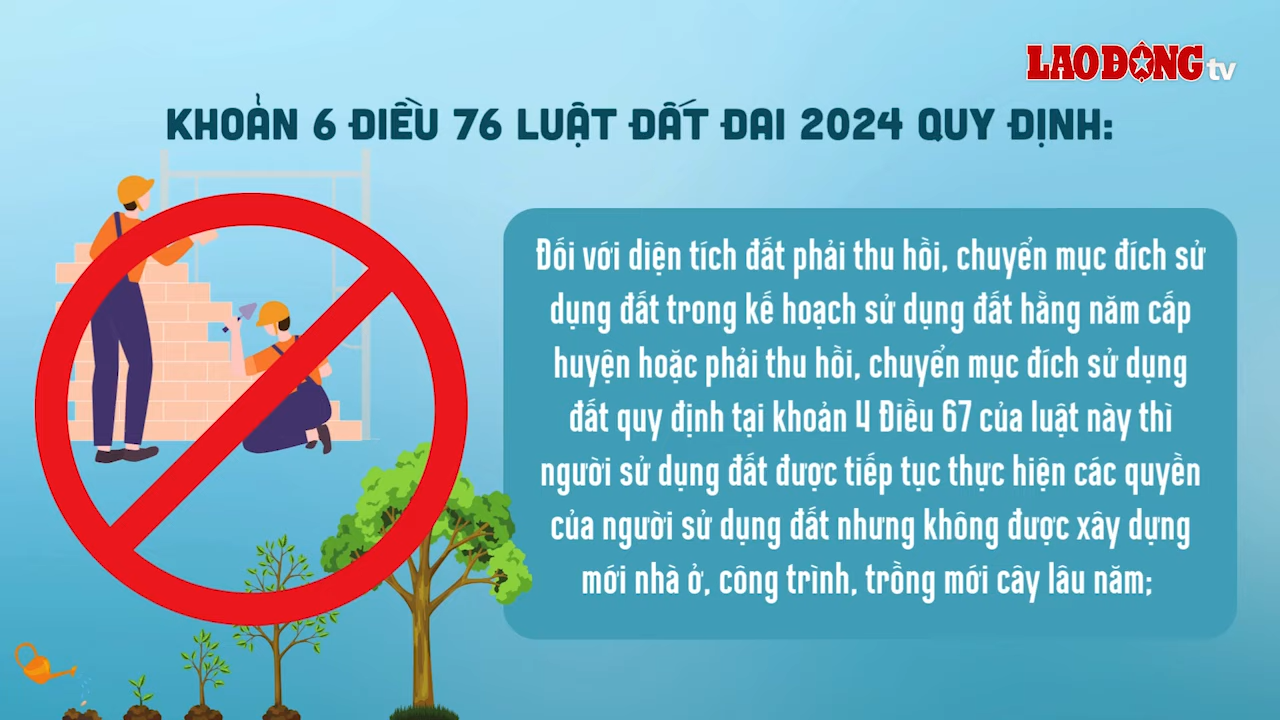 LAO ĐỘNG tv
KHOẢN 6 ĐIỀU 76 LUẬT ĐẤT ĐAI 2024 QUY ĐỊNH:
Đối với diện tích đất phải thu hồi, chuyển mục đích sử
dụng đất trong kế hoạch sử dụng đất hằng năm cấp
huyện hoặc phải thu hồi, chuyển mục đích sử dụng
đất quy định tại khoản 4 Điều 67 của luật này thì
người sử dụng đất được tiếp tục thực hiện các quyền
của người sử dụng đất nhưng không được xây dựng
mới nhà ở, công trình, trồng mới cây lâu năm;